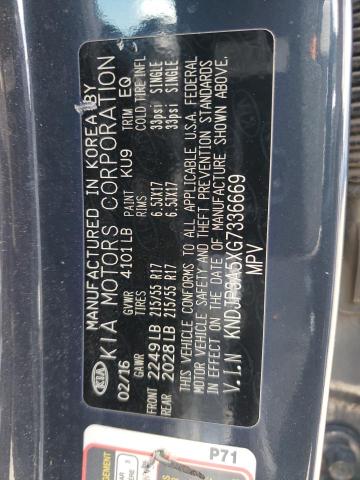 MANUFACTURED IN KOREA BY
KIA MOTORS CORPORATION
KIA
02/16 GVWR 4101LB PAINT KU9 TRIM EQ
GAWR TIRES RIMS COLD TIRE INFL
FRONT 2249LB 215/55 R17 6.5JX17 33psi SINGLE
REAR 2028LB 215/55 R17 6.5JX17 33psi SINGLE
THIS VEHICLE CONFORMS TO ALL APPLICABLE U.S.A. FEDERAL
MOTOR VEHICLE SAFETY AND THEFT PREVENTION STANDARDS
IN EFFECT ON THE DATE OF MANUFACTURE SHOWN ABOVE.
V.I.N KNDJP3A5XG7336669
MPV
P71